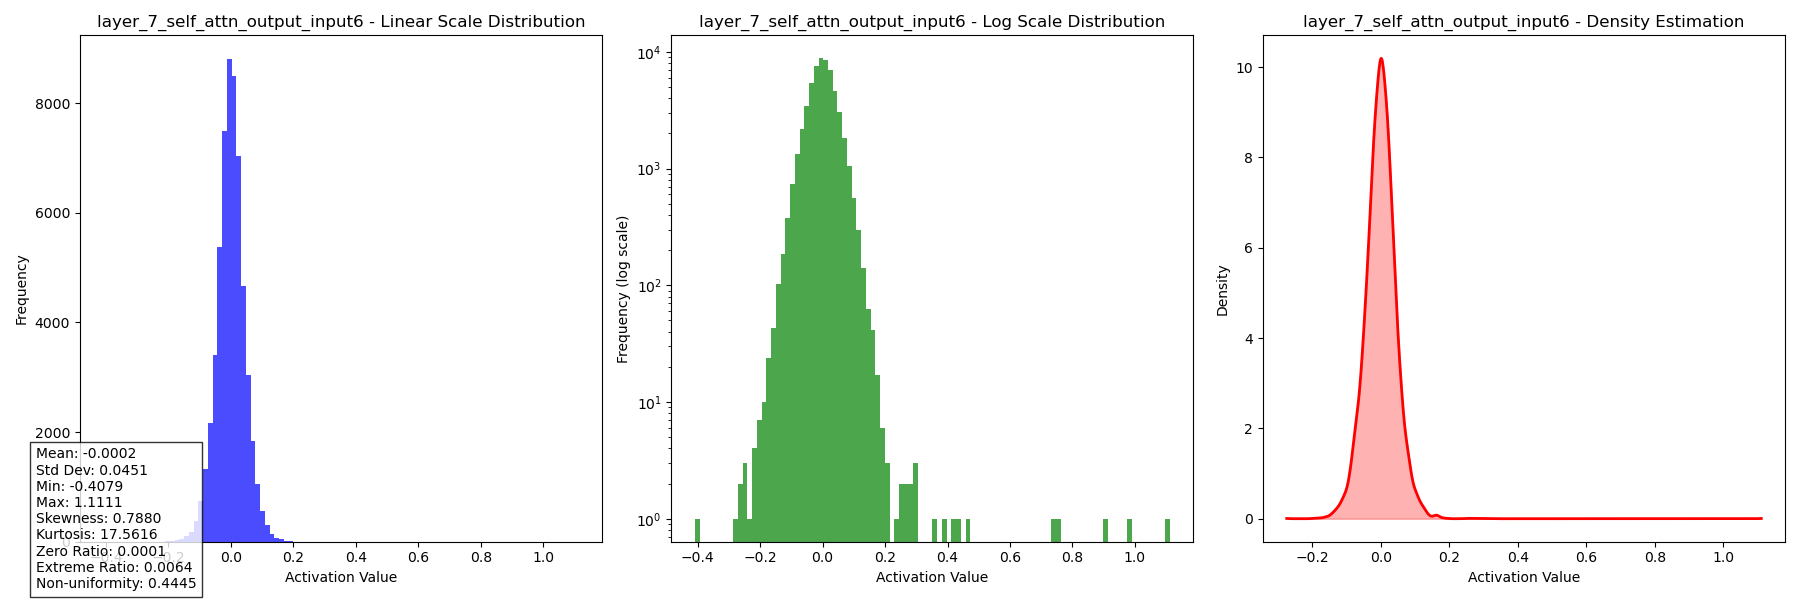 layer_7_self_attn_output_input6 - Linear Scale Distribution
Frequency
8000
6000
4000
2000
0
Mean: -0.0002
Std Dev: 0.0451
Min: -0.4079
Max: 1.1111
Skewness: 0.7880
Kurtosis: 17.5616
Zero Ratio: 0.0001
Extreme Ratio: 0.0064
Non-uniformity: 0.4445
−0.4 −0.2 0.0 0.2 0.4 0.6 0.8 1.0
Activation Value
layer_7_self_attn_output_input6 - Log Scale Distribution
Frequency (log scale)
10⁴
10³
10²
10¹
10⁰
−0.4 −0.2 0.0 0.2 0.4 0.6 0.8 1.0
Activation Value
layer_7_self_attn_output_input6 - Density Estimation
Density
10
8
6
4
2
0
−0.2 0.0 0.2 0.4 0.6 0.8 1.0
Activation Value